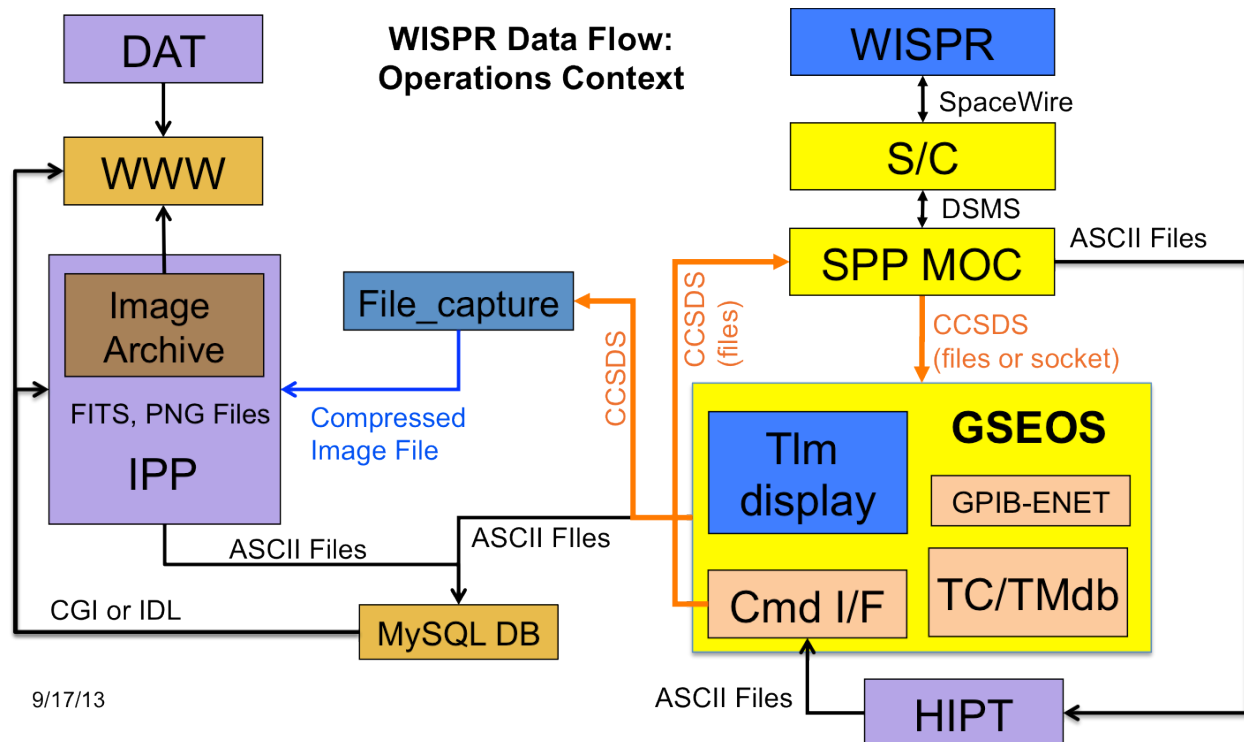 DAT
WISPR Data Flow:
Operations Context
WISPR
SpaceWire
WWW
S/C
DSMS
SPP MOC
ASCII Files
Image
Archive
FITS, PNG Files
IPP
File_capture
Compressed
Image File
CCSDS
CCSDS
(files)
CCSDS
(files or socket)
GSEOS
Tlm
display
GPIB-ENET
Cmd I/F
TC/TMdb
ASCII Files
ASCII FIles
CGI or IDL
MySQL DB
ASCII Files
HIPT
9/17/13